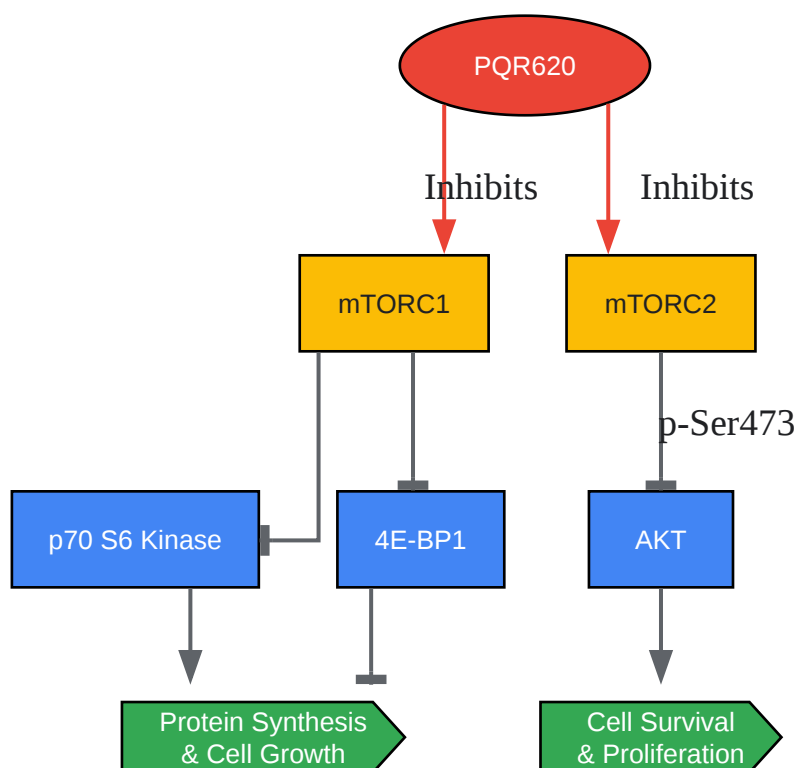 PQR620
Inhibits
Inhibits
mTORC1
mTORC2
p-Ser473
p70 S6 Kinase
4E-BP1
AKT
Protein Synthesis
& Cell Growth
Cell Survival
& Proliferation